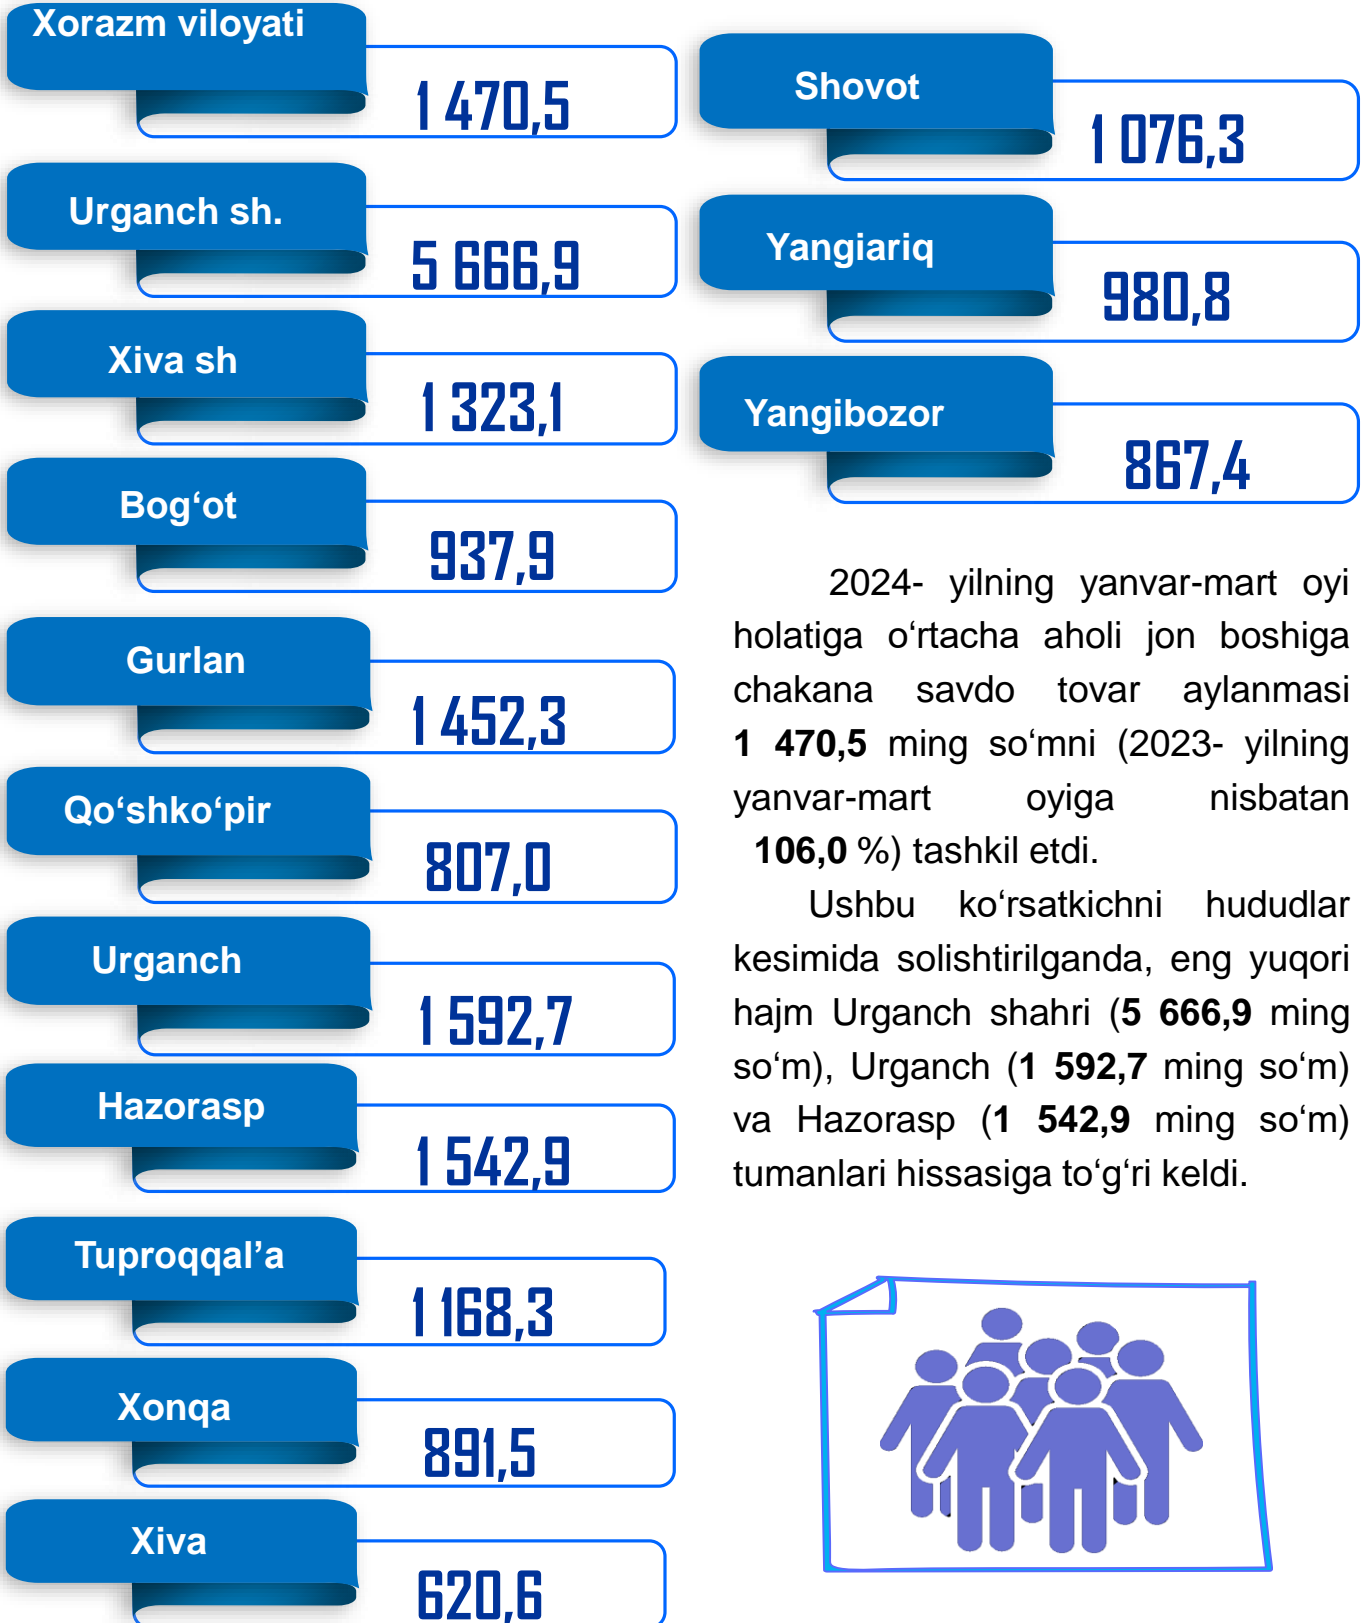 Xorazm viloyati
1 470,5
Urganch sh.
5 666,9
Xiva sh
1 323,1
Bog‘ot
937,9
Gurlan
1 452,3
Qo‘shko‘pir
807,0
Urganch
1 592,7
Hazorasp
1 542,9
Tuproqqal’a
1 168,3
Xonqa
891,5
Xiva
620,6
Shovot
1 076,3
Yangiariq
980,8
Yangibozor
867,4
2024- yilning yanvar-mart oyi
holatiga o‘rtacha aholi jon boshiga
chakana savdo tovar aylanmasi
1 470,5 ming so‘mni (2023- yilning
yanvar-mart oyiga nisbatan
106,0 %) tashkil etdi.
Ushbu ko‘rsatkichni hududlar
kesimida solishtirilganda, eng yuqori
hajm Urganch shahri (5 666,9 ming
so‘m), Urganch (1 592,7 ming so‘m)
va Hazorasp (1 542,9 ming so‘m)
tumanlari hissasiga to‘g‘ri keldi.